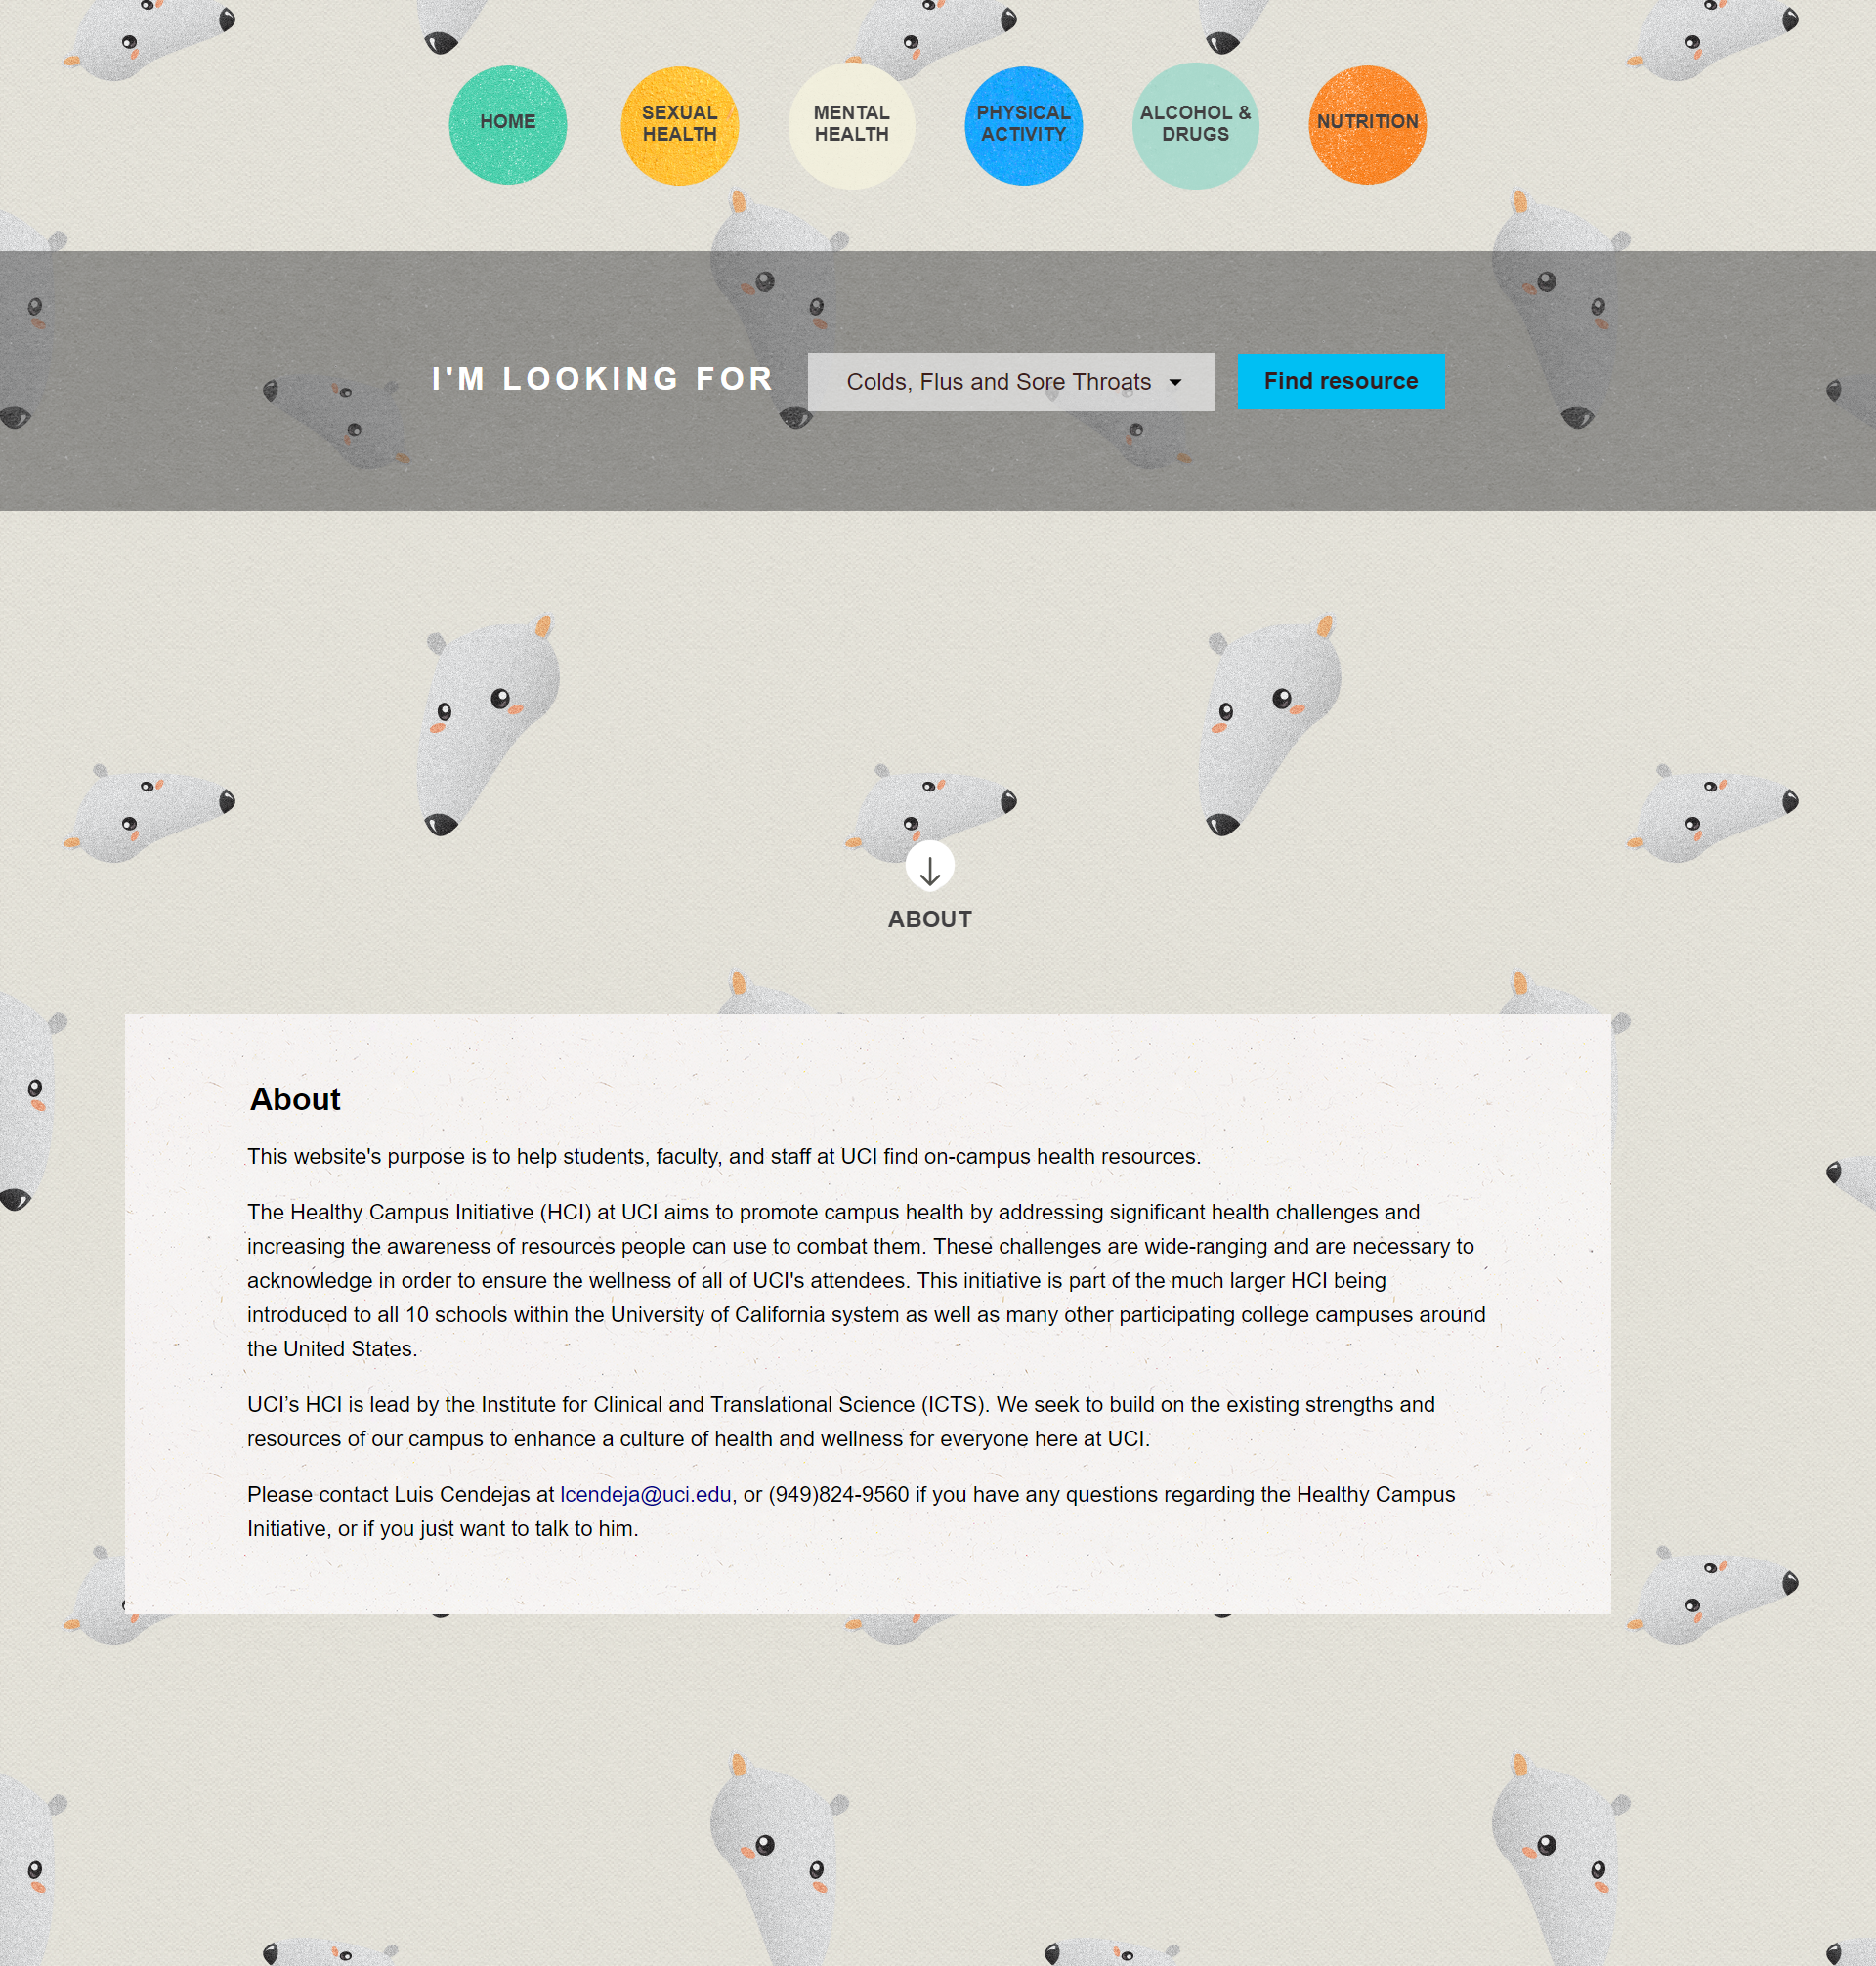 HOME
SEXUAL
HEALTH
MENTAL
HEALTH
PHYSICAL
ACTIVITY
ALCOHOL &
DRUGS
NUTRITION
I'M LOOKING FOR
Colds, Flus and Sore Throats
Find resource
ABOUT
About
This website's purpose is to help students, faculty, and staff at UCI find on-campus health resources.
The Healthy Campus Initiative (HCI) at UCI aims to promote campus health by addressing significant health challenges and
increasing the awareness of resources people can use to combat them. These challenges are wide-ranging and are necessary to
acknowledge in order to ensure the wellness of all of UCI's attendees. This initiative is part of the much larger HCI being
introduced to all 10 schools within the University of California system as well as many other participating college campuses around
the United States.
UCI’s HCI is lead by the Institute for Clinical and Translational Science (ICTS). We seek to build on the existing strengths and
resources of our campus to enhance a culture of health and wellness for everyone here at UCI.
Please contact Luis Cendejas at lcendeja@uci.edu, or (949)824-9560 if you have any questions regarding the Healthy Campus
Initiative, or if you just want to talk to him.